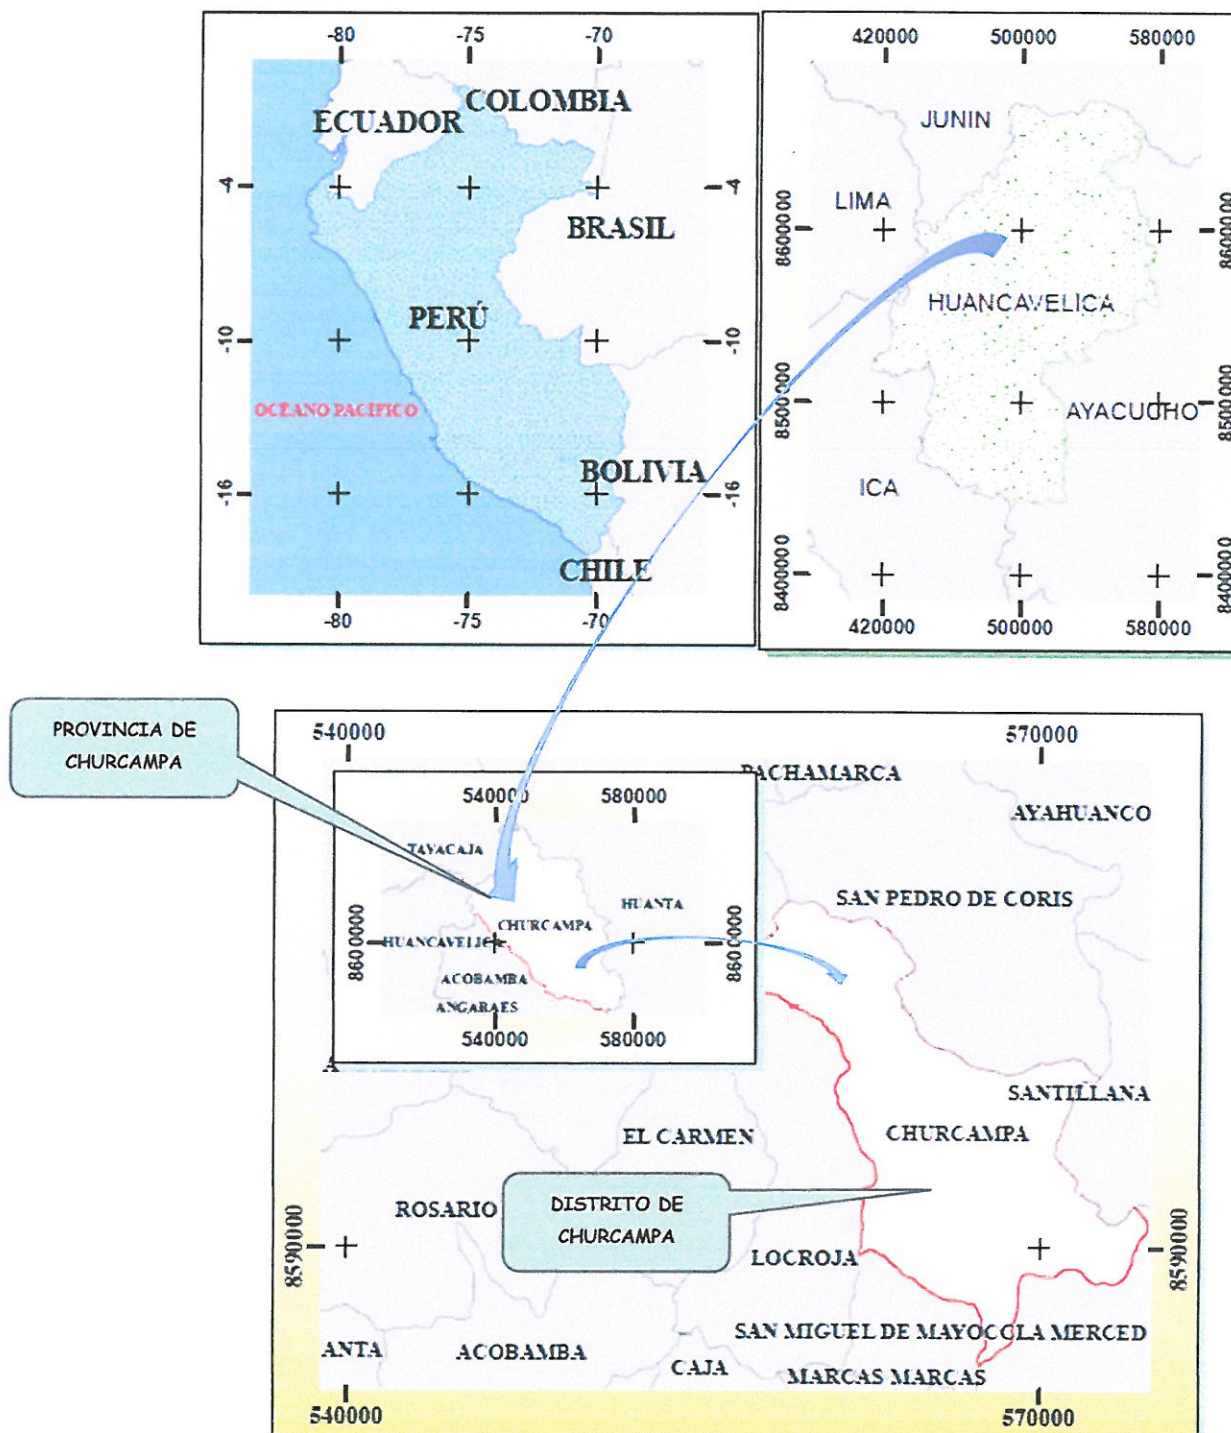 -80 -75 -70
COLOMBIA
ECUADOR
-4 -4
BRASIL
PERÚ
-10 -10
OCÉANO PACÍFICO
BOLIVIA
-16 -16
CHILE
-80 -75 -70
420000 500000 580000
JUNIN
LIMA
8600000 8600000
HUANCAVELICA
8500000 8500000
AYACUCHO
ICA
8400000 8400000
420000 500000 580000
PROVINCIA DE
CHURCAMPA
540000 570000
PACHAMARCA
AYAHUANCO
540000 580000
TAYACAJA
SAN PEDRO DE CORIS
HUANTA
CHURCAMPA
8600000 8600000
HUANCAVELICA
ACOBAMBA
ANGARAES
540000 580000
A
SANTILLANA
EL CARMEN
CHURCAMPA
ROSARIO
DISTRITO DE
CHURCAMPA
8590000 8590000
LOCROJA
SAN MIGUEL DE MAYOCCLA MERCED
ANTA
ACOBAMBA
CAJA
MARCAS MARCAS
540000 570000